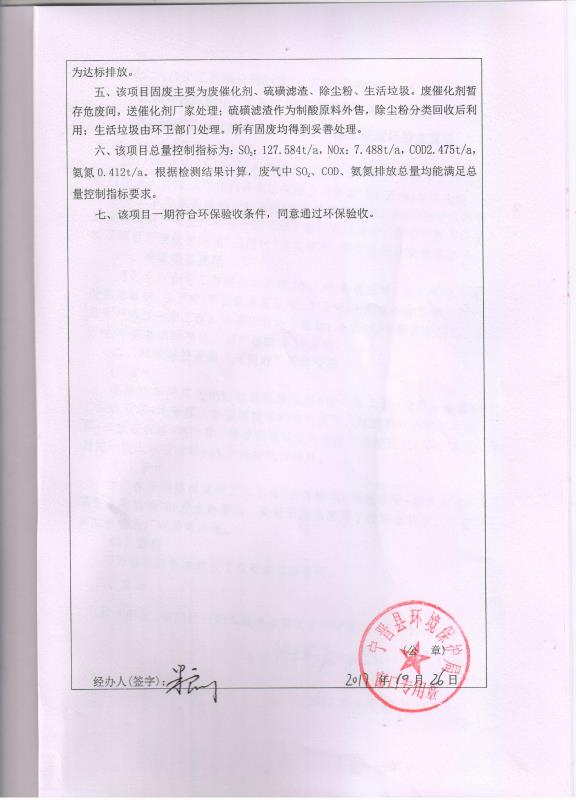 为达标排放。
五、该项目固废主要为废催化剂、硫磺滤渣、除尘粉、生活垃圾。废催化剂暂
存危废间，送催化剂厂家处理；硫磺滤渣作为制酸原料外售，除尘粉分类回收后利
用；生活垃圾由环卫部门处理。所有固废均得到妥善处理。
六、该项目总量控制指标为：SO₂：127.584t/a，NOx：7.488t/a，COD2.475t/a，
氨氮0.412t/a。根据检测结果计算，废气中SO₂、COD、氨氮排放总量均能满足总
量控制指标要求。
七、该项目一期符合环保验收条件，同意通过环保验收。
宁晋县环境保护局
（公 章）
经办人(签字)：
2017 年 10 月 26 日